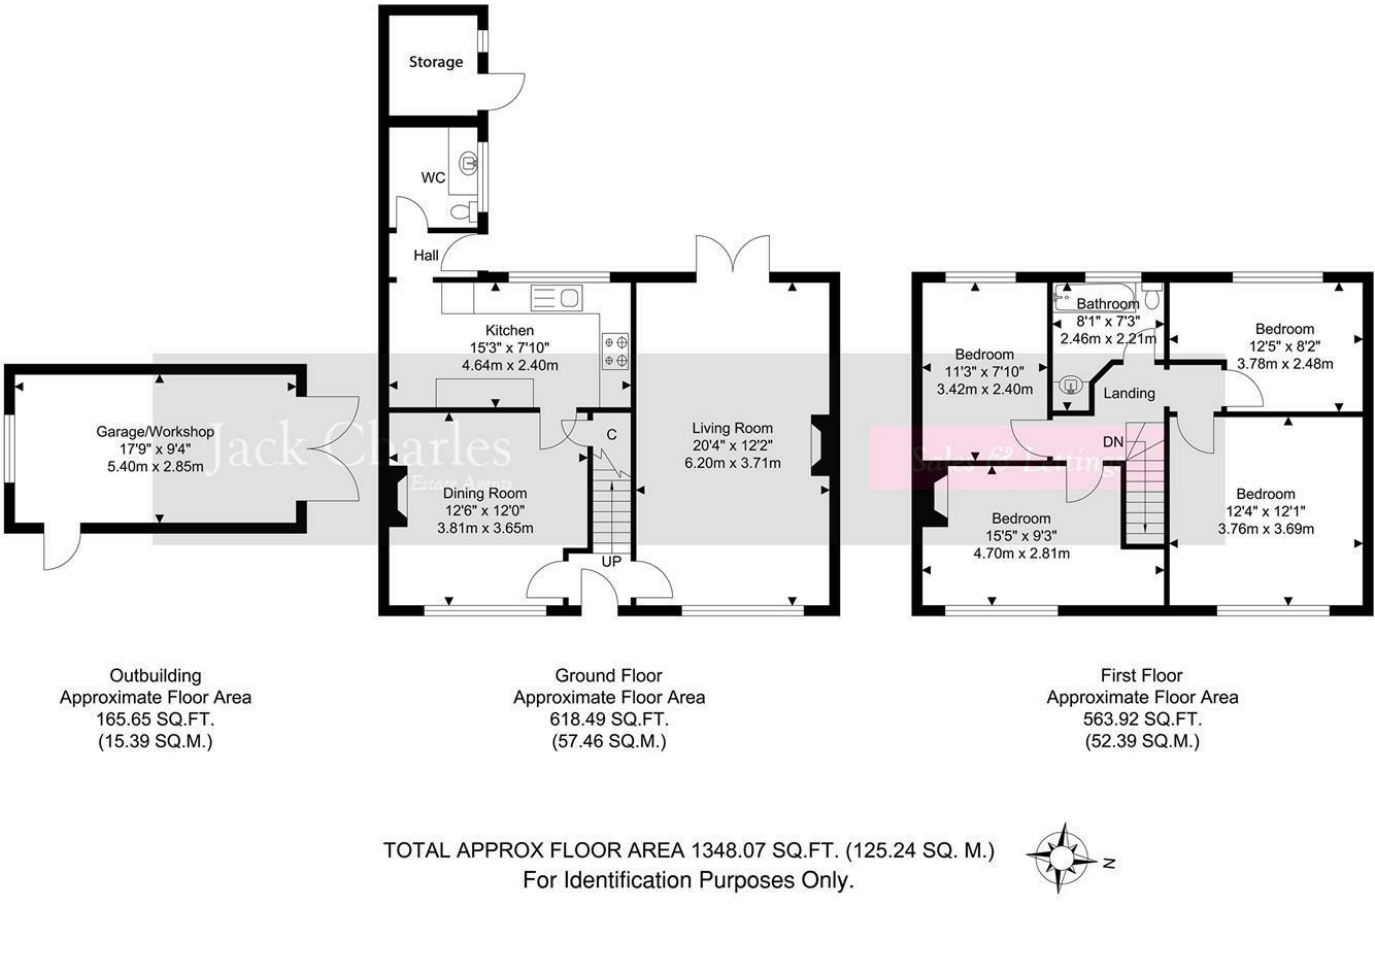 Storage
WC
Hall
Kitchen
15'3" x 7'10"
4.64m x 2.40m
Garage/Workshop
17'9" x 9'4"
5.40m x 2.85m
Jack Charles
Estate Agents
Dining Room
12'6" x 12'0"
3.81m x 3.65m
C
UP
Living Room
20'4" x 12'2"
6.20m x 3.71m
Bedroom
11'3" x 7'10"
3.42m x 2.40m
Bathroom
8'1" x 7'3"
2.46m x 2.21m
Bedroom
12'5" x 8'2"
3.78m x 2.48m
Landing
DN
Sales & Lettings
Bedroom
15'5" x 9'3"
4.70m x 2.81m
Bedroom
12'4" x 12'1"
3.76m x 3.69m
Outbuilding
Approximate Floor Area
165.65 SQ.FT.
(15.39 SQ.M.)
Ground Floor
Approximate Floor Area
618.49 SQ.FT.
(57.46 SQ.M.)
First Floor
Approximate Floor Area
563.92 SQ.FT.
(52.39 SQ.M.)
TOTAL APPROX FLOOR AREA 1348.07 SQ.FT. (125.24 SQ. M.)
For Identification Purposes Only.
N